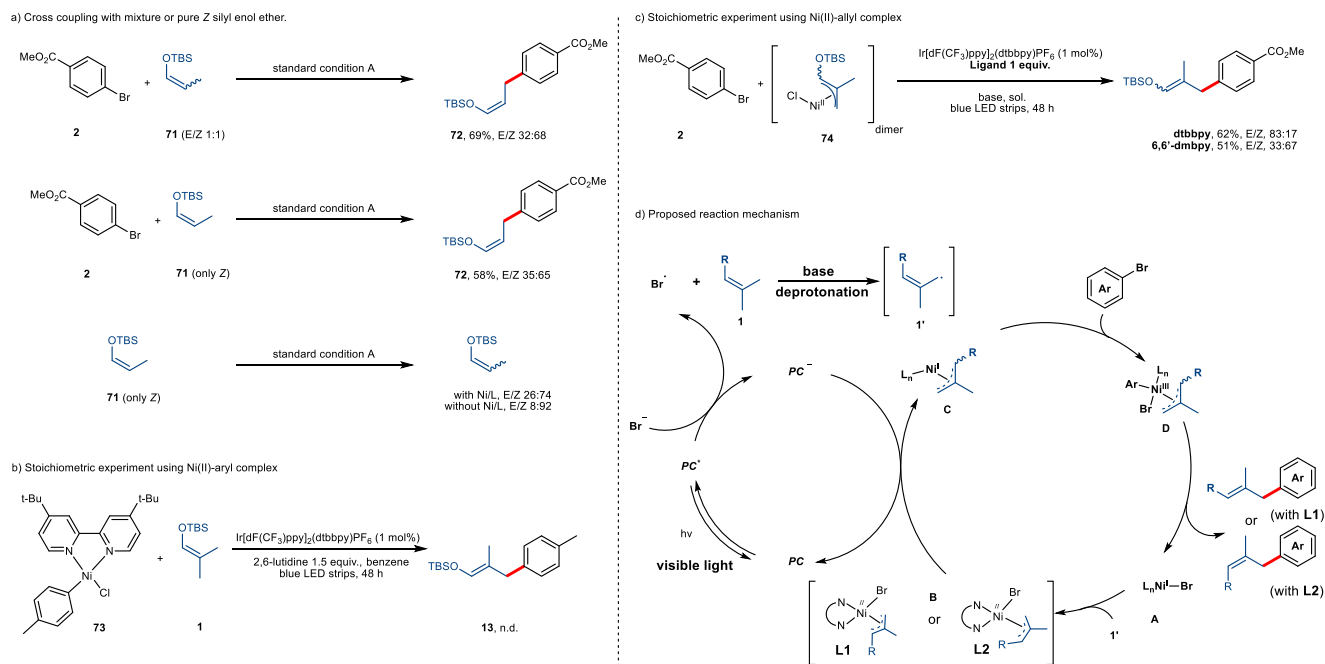 a) Cross coupling with mixture or pure Z silyl enol ether.
MeO2C
Br
2
+
OTBS
71 (E/Z 1:1)
standard condition A
CO2Me
TBSO
72, 69%, E/Z 32:68
MeO2C
Br
2
+
OTBS
71 (only Z)
standard condition A
CO2Me
TBSO
72, 58%, E/Z 35:65
OTBS
71 (only Z)
standard condition A
OTBS
with Ni/L, E/Z 26:74
without Ni/L, E/Z 8:92
b) Stoichiometric experiment using Ni(II)-aryl complex
t-Bu
t-Bu
N
N
Ni
Cl
73
+
OTBS
1
Ir[dF(CF3)ppy]2(dtbbpy)PF6 (1 mol%)
2,6-lutidine 1.5 equiv., benzene
blue LED strips, 48 h
TBSO
13, n.d.
c) Stoichiometric experiment using Ni(II)-allyl complex
MeO2C
Br
2
+
OTBS
Cl
NiII
74
dimer
Ir[dF(CF3)ppy]2(dtbbpy)PF6 (1 mol%)
Ligand 1 equiv.
base, sol.
blue LED strips, 48 h
CO2Me
TBSO
dtbbpy, 62%, E/Z, 83:17
6,6'-dmbpy, 51%, E/Z, 33:67
d) Proposed reaction mechanism
Br·
+
R
1
base
deprotonation
R
1'
Br
Ar
PC–
Ln
NiI
R
C
Ln
R
Ar
NiIII
Br
D
Br–
PC*
hv
visible light
PC
R
Ar
(with L1)
or
Ar
R
(with L2)
LnNiI–Br
A
1'
B
N
N
II
Ni
Br
R
L1
or
N
N
II
Ni
Br
R
L2